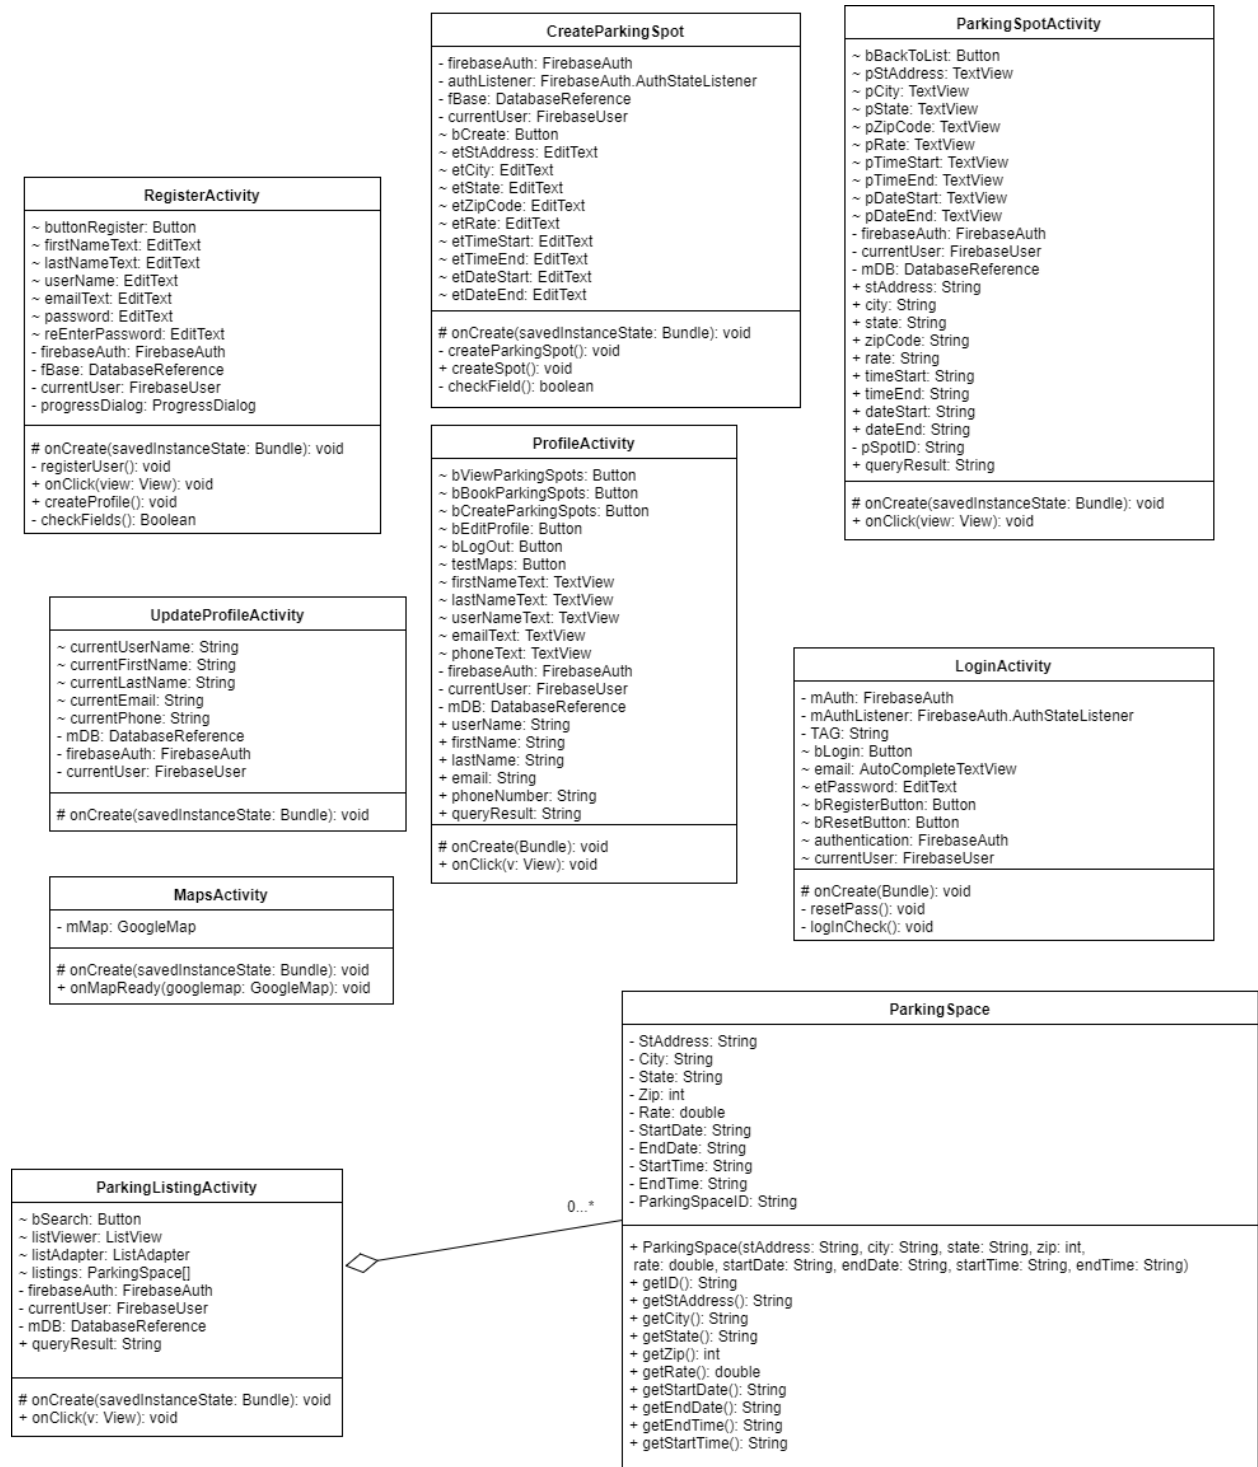 CreateParkingSpot
- firebaseAuth: FirebaseAuth
- authListener: FirebaseAuth.AuthStateListener
- fBase: DatabaseReference
- currentUser: FirebaseUser
~ bCreate: Button
~ etStAddress: EditText
~ etCity: EditText
~ etState: EditText
~ etZipCode: EditText
~ etRate: EditText
~ etTimeStart: EditText
~ etTimeEnd: EditText
~ etDateStart: EditText
~ etDateEnd: EditText
# onCreate(savedInstanceState: Bundle): void
- createParkingSpot(): void
+ createSpot(): void
- checkField(): boolean
ParkingSpotActivity
~ bBackToList: Button
~ pStAddress: TextView
~ pCity: TextView
~ pState: TextView
~ pZipCode: TextView
~ pRate: TextView
~ pTimeStart: TextView
~ pTimeEnd: TextView
~ pDateStart: TextView
~ pDateEnd: TextView
- firebaseAuth: FirebaseAuth
- currentUser: FirebaseUser
- mDB: DatabaseReference
+ stAddress: String
+ city: String
+ state: String
+ zipCode: String
+ rate: String
+ timeStart: String
+ timeEnd: String
+ dateStart: String
+ dateEnd: String
- pSpotID: String
+ queryResult: String
# onCreate(savedInstanceState: Bundle): void
+ onClick(view: View): void
RegisterActivity
~ buttonRegister: Button
~ firstNameText: EditText
~ lastNameText: EditText
~ userName: EditText
~ emailText: EditText
~ password: EditText
~ reEnterPassword: EditText
- firebaseAuth: FirebaseAuth
- fBase: DatabaseReference
- currentUser: FirebaseUser
- progressDialog: ProgressDialog
# onCreate(savedInstanceState: Bundle): void
- registerUser(): void
+ onClick(view: View): void
+ createProfile(): void
- checkFields(): Boolean
ProfileActivity
~ bViewParkingSpots: Button
~ bBookParkingSpots: Button
~ bCreateParkingSpots: Button
~ bEditProfile: Button
~ bLogOut: Button
~ testMaps: Button
~ firstNameText: TextView
~ lastNameText: TextView
~ userNameText: TextView
~ emailText: TextView
~ phoneText: TextView
- firebaseAuth: FirebaseAuth
- currentUser: FirebaseUser
- mDB: DatabaseReference
+ userName: String
+ firstName: String
+ lastName: String
+ email: String
+ phoneNumber: String
+ queryResult: String
# onCreate(Bundle): void
+ onClick(v: View): void
UpdateProfileActivity
~ currentUserName: String
~ currentFirstName: String
~ currentLastName: String
~ currentEmail: String
~ currentPhone: String
- mDB: DatabaseReference
- firebaseAuth: FirebaseAuth
- currentUser: FirebaseUser
# onCreate(savedInstanceState: Bundle): void
LoginActivity
- mAuth: FirebaseAuth
- mAuthListener: FirebaseAuth.AuthStateListener
- TAG: String
~ bLogin: Button
~ email: AutoCompleteTextView
~ etPassword: EditText
~ bRegisterButton: Button
~ bResetButton: Button
~ authentication: FirebaseAuth
~ currentUser: FirebaseUser
# onCreate(Bundle): void
- resetPass(): void
- logInCheck(): void
MapsActivity
- mMap: GoogleMap
# onCreate(savedInstanceState: Bundle): void
+ onMapReady(googlemap: GoogleMap): void
ParkingSpace
- StAddress: String
- City: String
- State: String
- Zip: int
- Rate: double
- StartDate: String
- EndDate: String
- StartTime: String
- EndTime: String
- ParkingSpaceID: String
+ ParkingSpace(stAddress: String, city: String, state: String, zip: int,
rate: double, startDate: String, endDate: String, startTime: String, endTime: String)
+ getID(): String
+ getStAddress(): String
+ getCity(): String
+ getState(): String
+ getZip(): int
+ getRate(): double
+ getStartDate(): String
+ getEndDate(): String
+ getEndTime(): String
+ getStartTime(): String
ParkingListingActivity
~ bSearch: Button
~ listViewer: ListView
~ listAdapter: ListAdapter
~ listings: ParkingSpace[]
- firebaseAuth: FirebaseAuth
- currentUser: FirebaseUser
- mDB: DatabaseReference
+ queryResult: String
# onCreate(savedInstanceState: Bundle): void
+ onClick(v: View): void
0...*